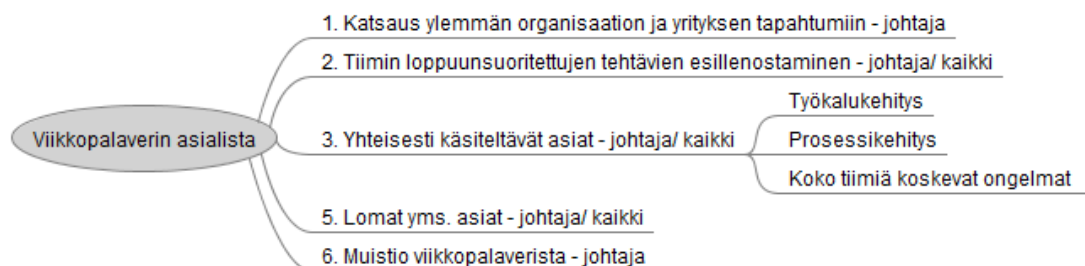 Viikkopalaverin asialista
1. Katsaus ylemmän organisaation ja yrityksen tapahtumiin - johtaja
2. Tiimin loppuunsuoritettujen tehtävien esillenostaminen - johtaja/ kaikki
3. Yhteisesti käsiteltävät asiat - johtaja/ kaikki
Työkalukehitys
Prosessikehitys
Koko tiimiä koskevat ongelmat
5. Lomat yms. asiat - johtaja/ kaikki
6. Muistio viikkopalaverista - johtaja